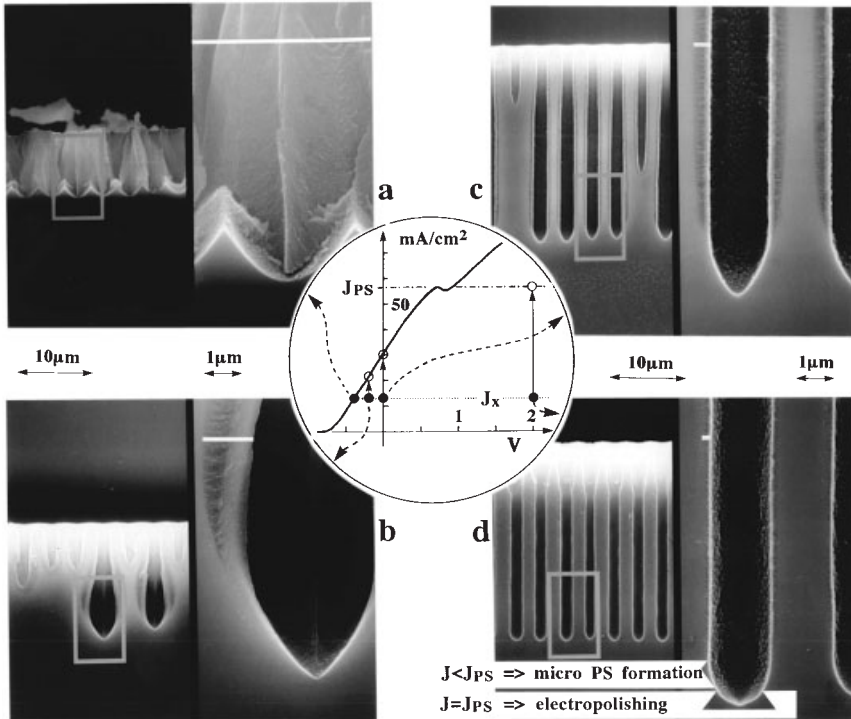 a
c
mA/cm²
JPS
50
10µm
1µm
10µm
1µm
Jx
1
2
V
b
d
J<JPS => micro PS formation
J=JPS => electropolishing